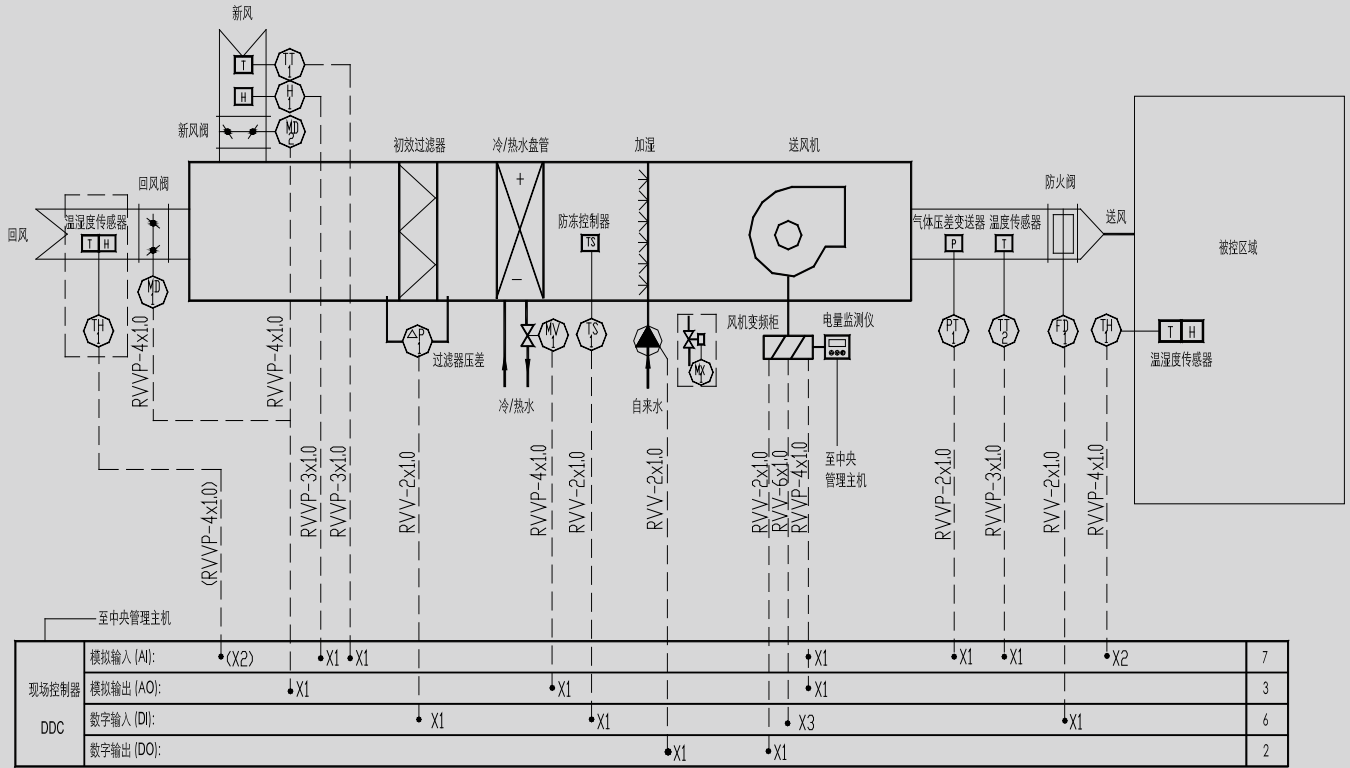 新风
T
TT
1
H
H
1
新风阀
MD
2
初效过滤器
冷/热水盘管
加湿
送风机
回风阀
防火阀
回风
温湿度传感器
T H
+
防冻控制器
TS
气体压差变送器
P
温度传感器
T
送风
被控区域
MD
1
−
TH
1
△P
1
过滤器压差
MV
1
TS
1
风机变频柜
电量监测仪
PT
1
TT
2
FD
1
TH
1
T H
温湿度传感器
MX
1
冷/热水
自来水
至中央
管理主机
RVVP-4x1.0
RVVP-4x1.0
(RVVP-4x1.0)
RVVP-3x1.0
RVVP-3x1.0
RVV-2x1.0
RVVP-4x1.0
RVV-2x1.0
RVV-2x1.0
RVV-2x1.0
RVV-6x1.0
RVVP-4x1.0
RVVP-2x1.0
RVVP-3x1.0
RVV-2x1.0
RVVP-4x1.0
至中央管理主机
现场控制器
DDC
模拟输入(AI): (X2) X1 X1 X1 X1 X1 X2 7
模拟输出(AO): X1 X1 X1 3
数字输入(DI): X1 X1 X3 X1 6
数字输出(DO): X1 X1 2